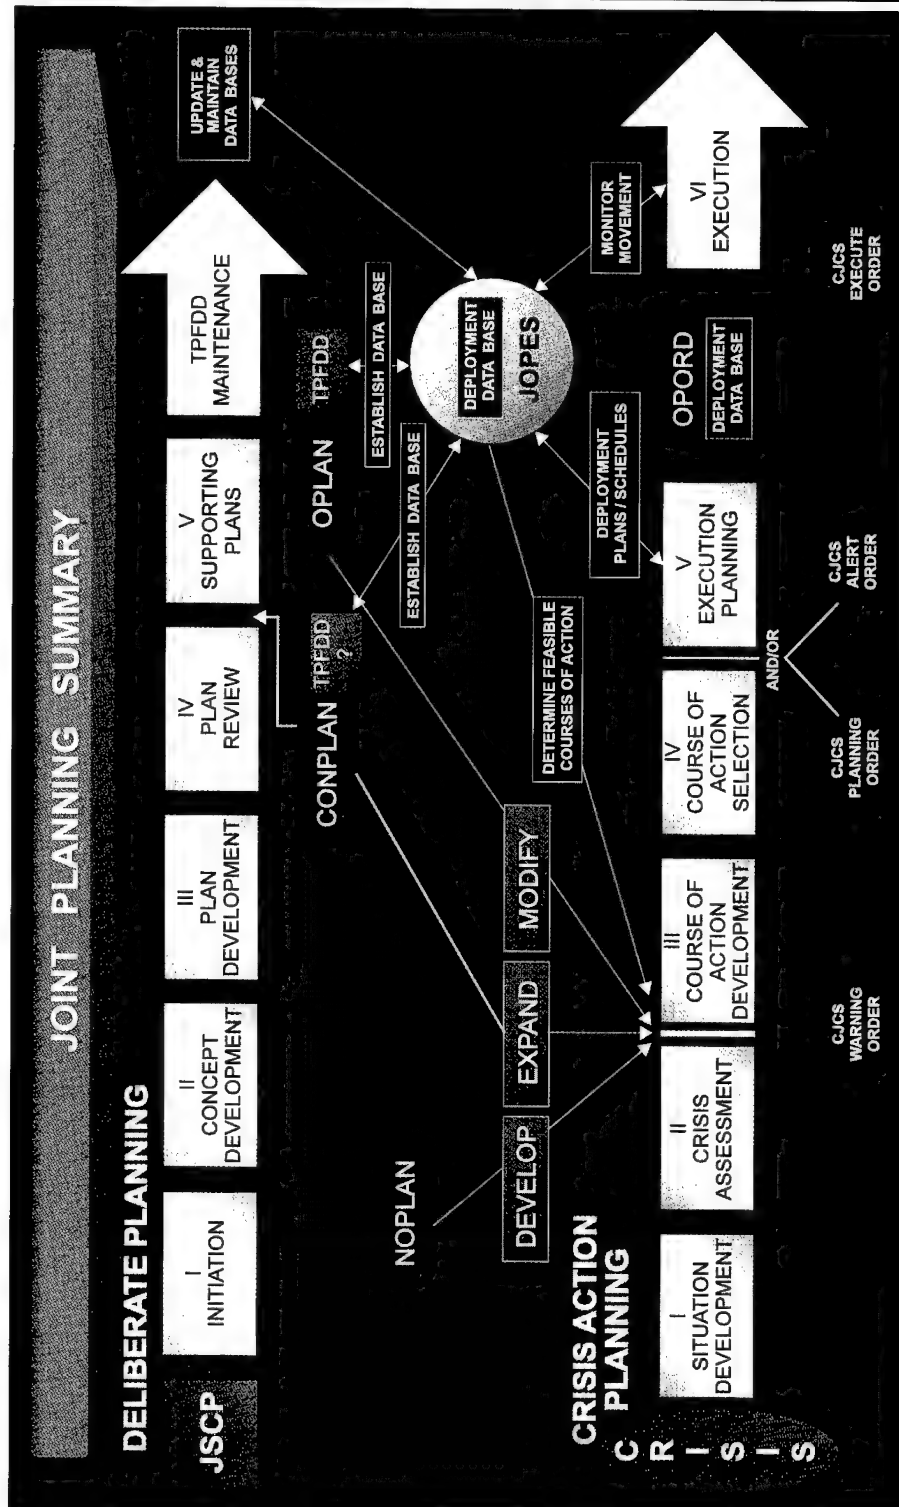 JOINT PLANNING SUMMARY
DELIBERATE PLANNING
JSCP
I
INITIATION
II
CONCEPT
DEVELOPMENT
III
PLAN
DEVELOPMENT
IV
PLAN
REVIEW
V
SUPPORTING
PLANS
TPFDD
MAINTENANCE
UPDATE &
MAINTAIN
DATA BASES
CONPLAN
TPFDD
?
OPLAN
TPFDD
ESTABLISH DATA BASE
ESTABLISH DATA BASE
NOPLAN
DEPLOYMENT
DATA BASE
JOPES
DEVELOP
EXPAND
MODIFY
DETERMINE FEASIBLE
COURSES OF ACTION
DEPLOYMENT
PLANS / SCHEDULES
MONITOR
MOVEMENT
CRISIS ACTION
PLANNING
C
R
I
S
I
S
I
SITUATION
DEVELOPMENT
II
CRISIS
ASSESSMENT
III
COURSE OF
ACTION
DEVELOPMENT
IV
COURSE OF
ACTION
SELECTION
V
EXECUTION
PLANNING
OPORD
DEPLOYMENT
DATA BASE
VI
EXECUTION
AND/OR
CJCS
WARNING
ORDER
CJCS
PLANNING
ORDER
CJCS
ALERT
ORDER
CJCS
EXECUTE
ORDER